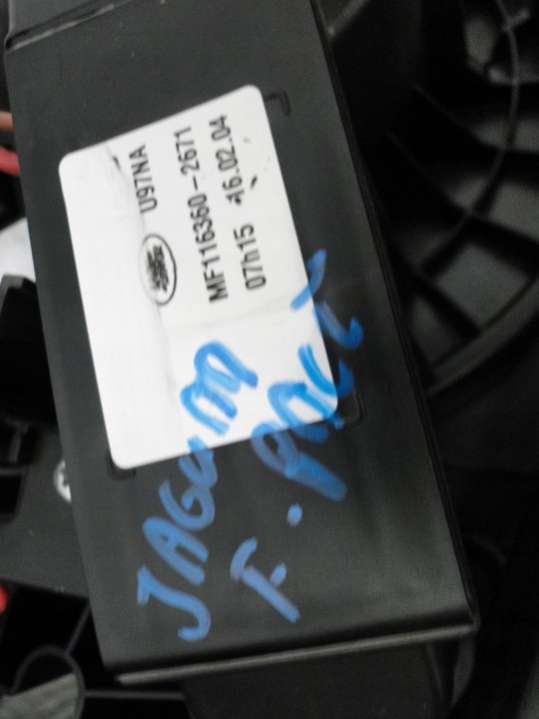 U97NA
MF116360-2671
07h15 16.02.04
JAGUAR
F. PACE